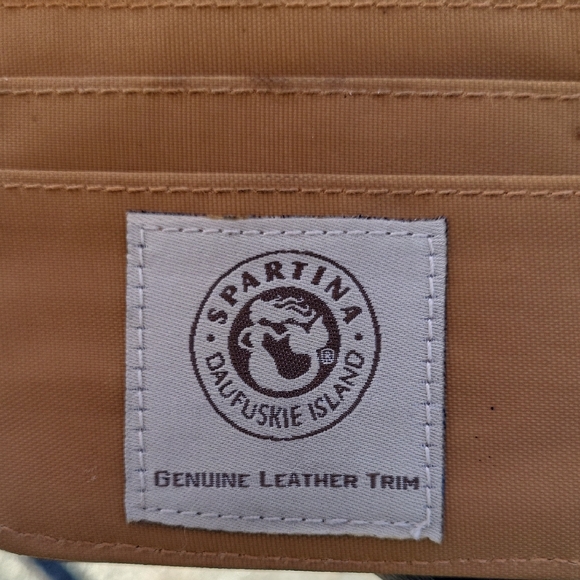 · SPARTINA ·
DAUFUSKIE ISLAND
GENUINE LEATHER TRIM